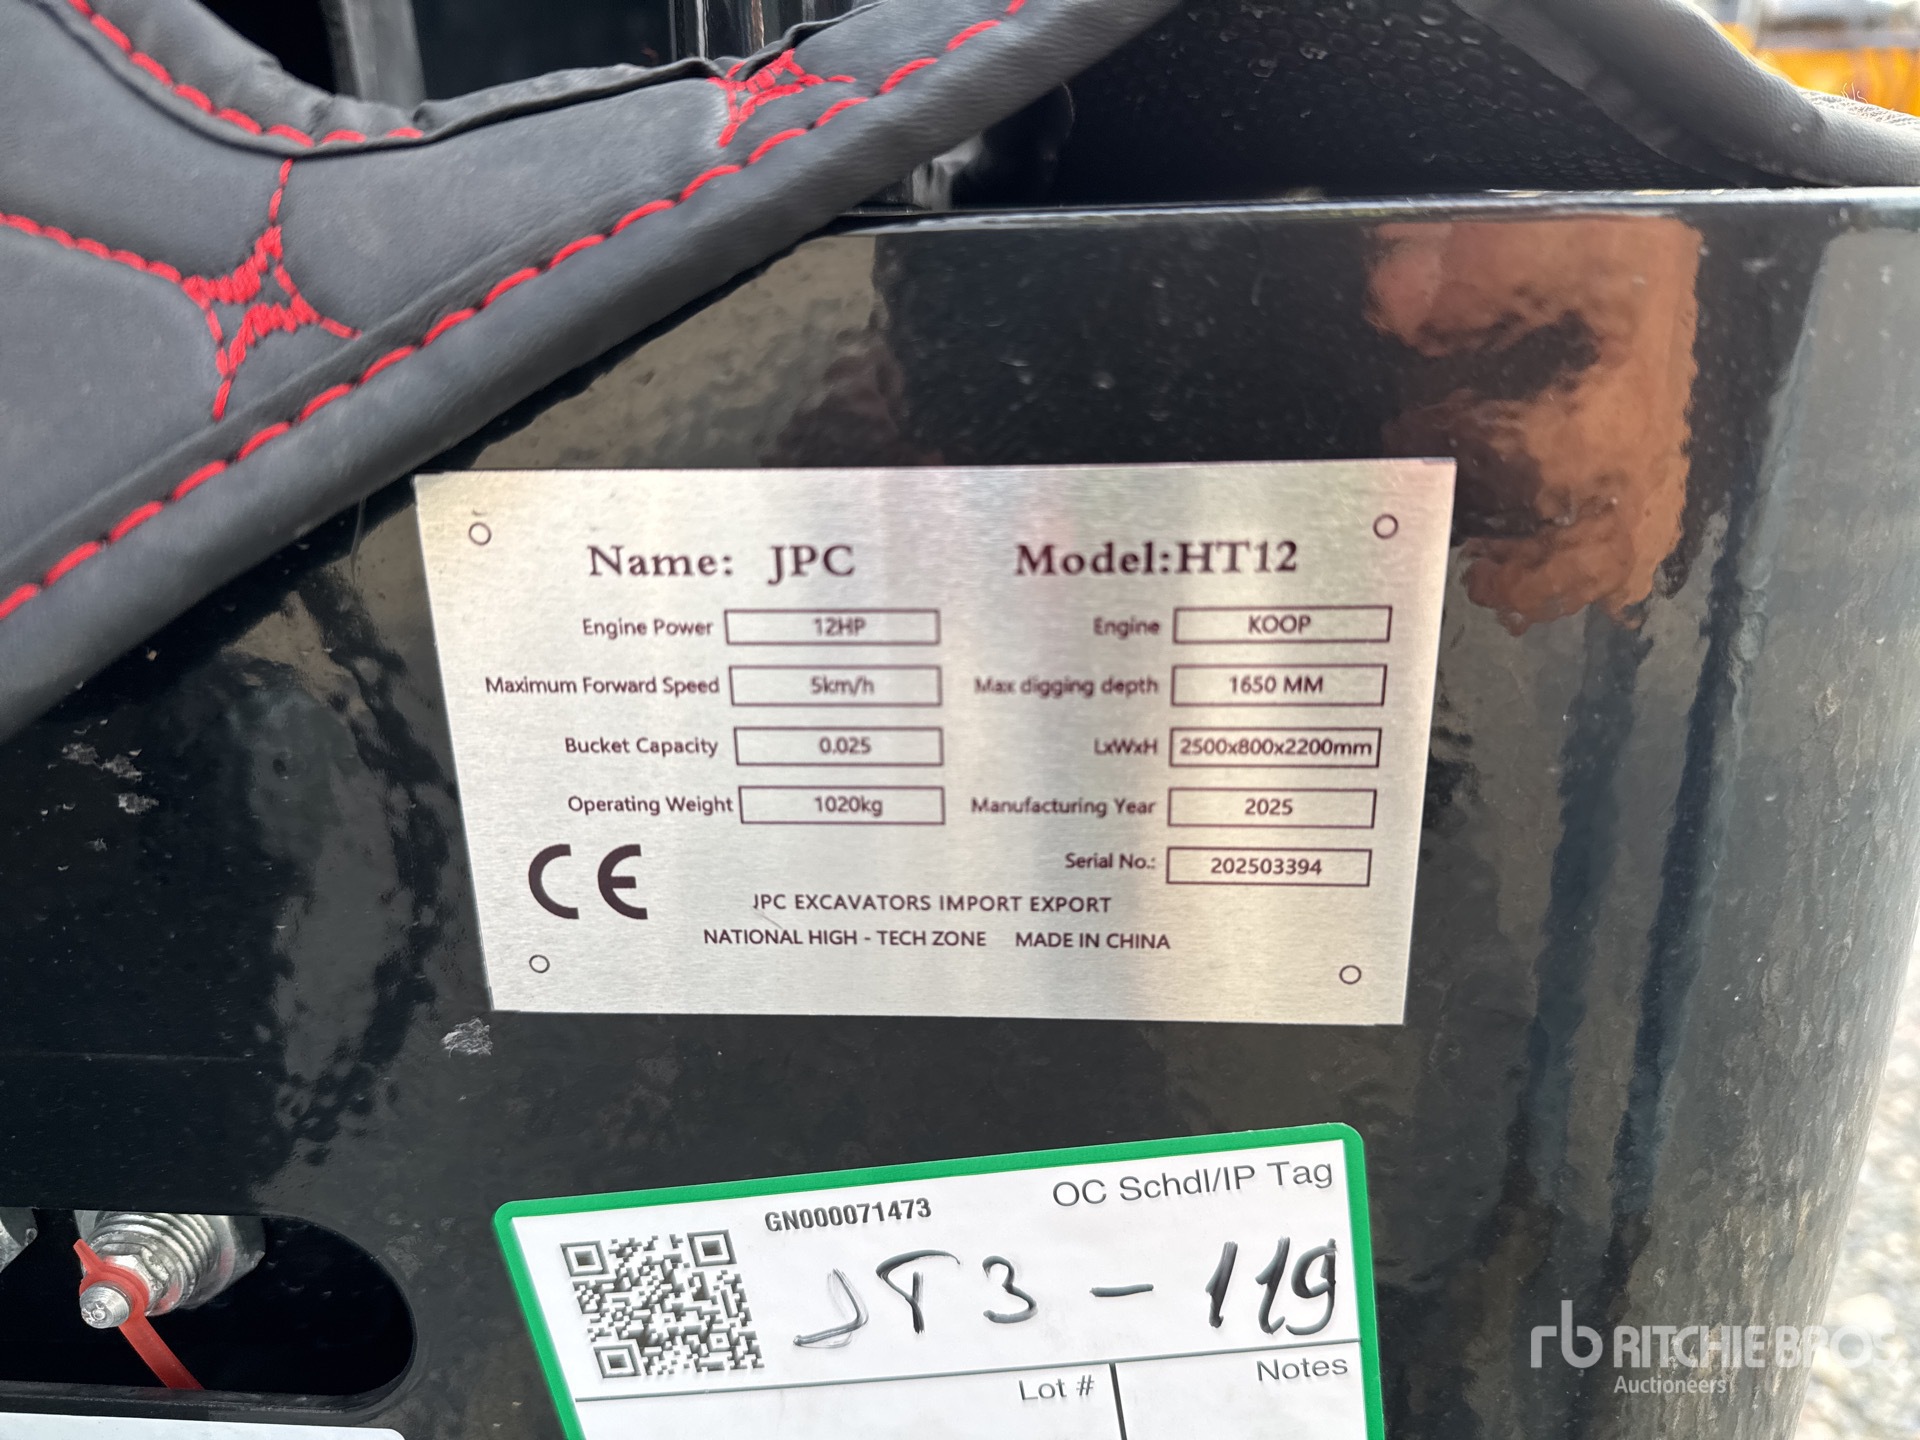 Name: JPC Model:HT12
Engine Power 12HP Engine KOOP
Maximum Forward Speed 5km/h Max digging depth 1650 MM
Bucket Capacity 0.025 LxWxH 2500x800x2200mm
Operating Weight 1020kg Manufacturing Year 2025
Serial No.: 202503394
CE
JPC EXCAVATORS IMPORT EXPORT
NATIONAL HIGH - TECH ZONE MADE IN CHINA
GN000071473 OC Schdl/IP Tag
JT3-119
Lot # Notes
rb RITCHIE BROS
Auctioneers